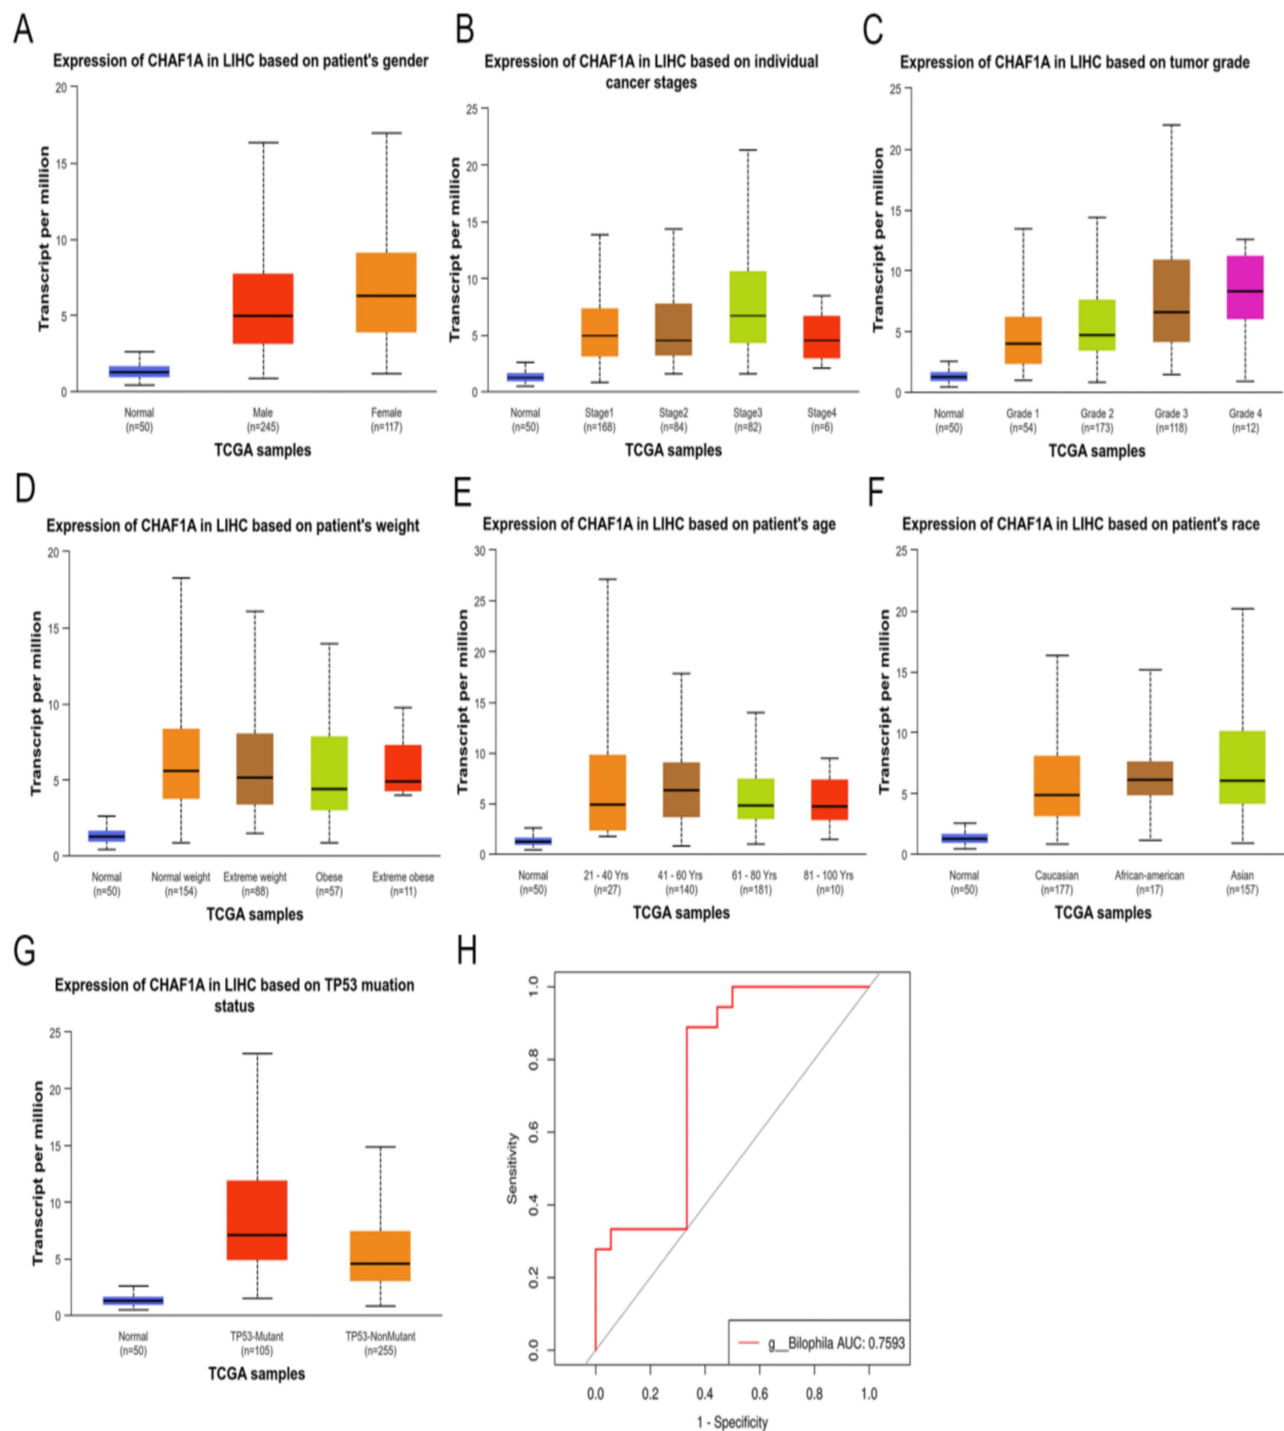 A
Expression of CHAF1A in LIHC based on patient's gender
Transcript per million
20
15
10
5
0
Normal
(n=50)
Male
(n=245)
Female
(n=117)
TCGA samples
B
Expression of CHAF1A in LIHC based on individual
cancer stages
Transcript per million
25
20
15
10
5
0
Normal
(n=50)
Stage1
(n=168)
Stage2
(n=84)
Stage3
(n=82)
Stage4
(n=6)
TCGA samples
C
Expression of CHAF1A in LIHC based on tumor grade
Transcript per million
25
20
15
10
5
0
Normal
(n=50)
Grade 1
(n=54)
Grade 2
(n=173)
Grade 3
(n=118)
Grade 4
(n=12)
TCGA samples
D
Expression of CHAF1A in LIHC based on patient's weight
Transcript per million
20
15
10
5
0
Normal
(n=50)
Normal weight
(n=154)
Extreme weight
(n=88)
Obese
(n=57)
Extreme obese
(n=11)
TCGA samples
E
Expression of CHAF1A in LIHC based on patient's age
Transcript per million
30
25
20
15
10
5
0
Normal
(n=50)
21 - 40 Yrs
(n=27)
41 - 60 Yrs
(n=140)
61 - 80 Yrs
(n=181)
81 - 100 Yrs
(n=10)
TCGA samples
F
Expression of CHAF1A in LIHC based on patient's race
Transcript per million
25
20
15
10
5
0
Normal
(n=50)
Caucasian
(n=177)
African-american
(n=17)
Asian
(n=157)
TCGA samples
G
Expression of CHAF1A in LIHC based on TP53 muation
status
Transcript per million
25
20
15
10
5
0
Normal
(n=50)
TP53-Mutant
(n=105)
TP53-NonMutant
(n=255)
TCGA samples
H
Sensitivity
1.0
0.8
0.6
0.4
0.2
0.0
g__Bilophila AUC: 0.7593
0.0 0.2 0.4 0.6 0.8 1.0
1 - Specificity